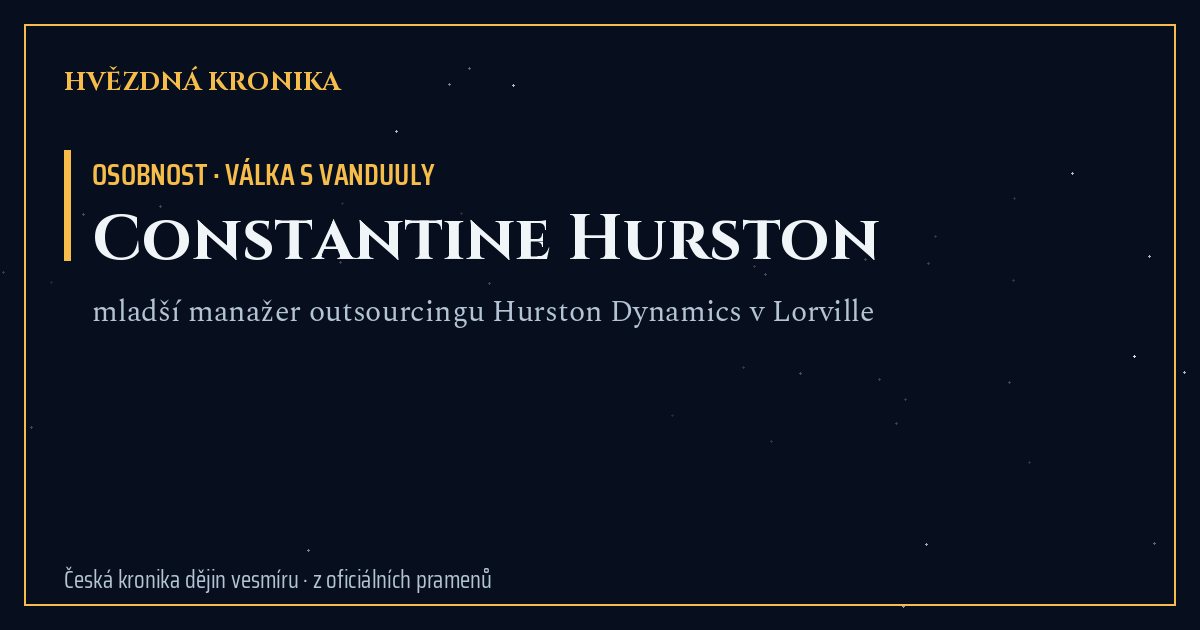 HVĚZDNÁ KRONIKA
OSOBNOST · VÁLKA S VANDUULY
CONSTANTINE HURSTON
mladší manažer outsourcingu Hurston Dynamics v Lorville
Česká kronika dějin vesmíru · z oficiálních pramenů